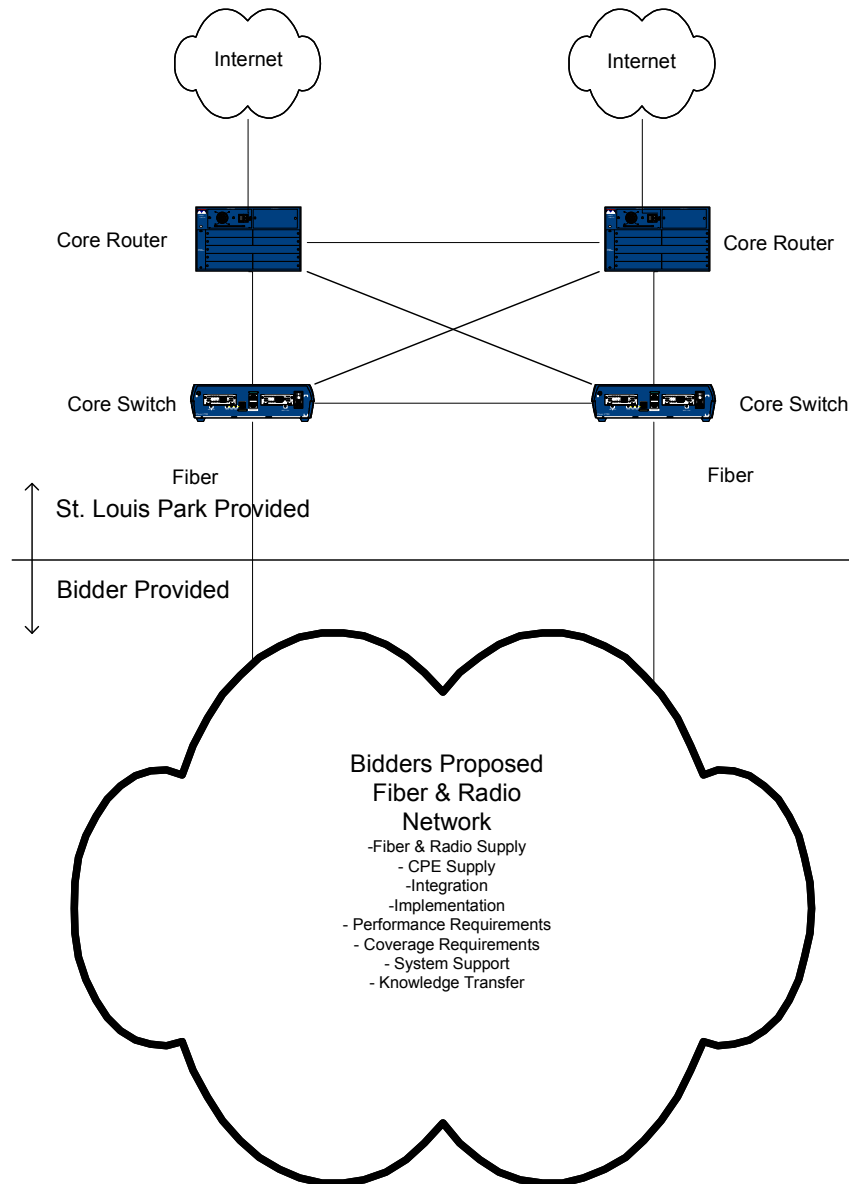 Internet
Internet
Core Router
Core Router
Core Switch
Core Switch
Fiber
Fiber
St. Louis Park Provided
Bidder Provided
Bidders Proposed
Fiber & Radio
Network
-Fiber & Radio Supply
- CPE Supply
-Integration
-Implementation
- Performance Requirements
- Coverage Requirements
- System Support
- Knowledge Transfer